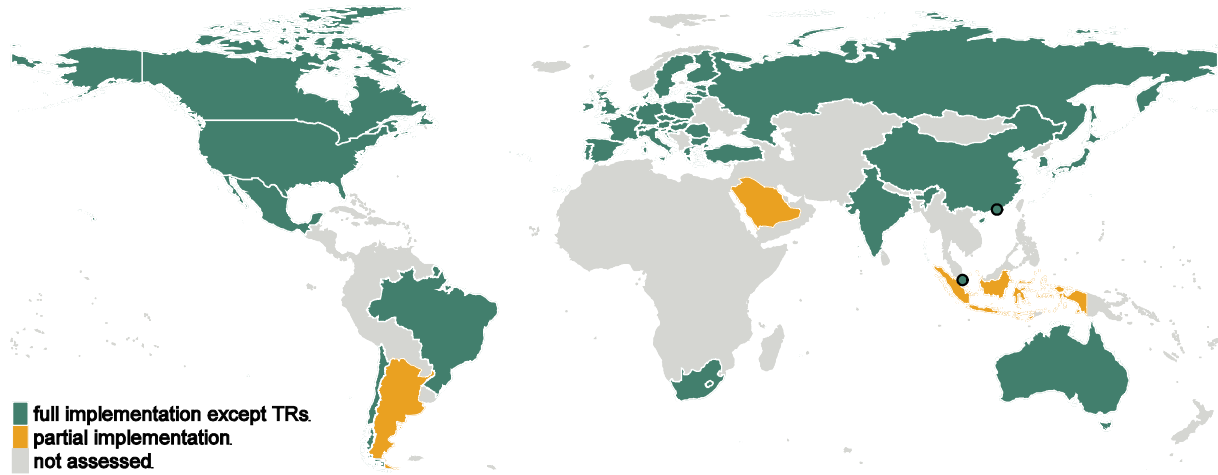 full implementation except TRs.
partial implementation.
not assessed.